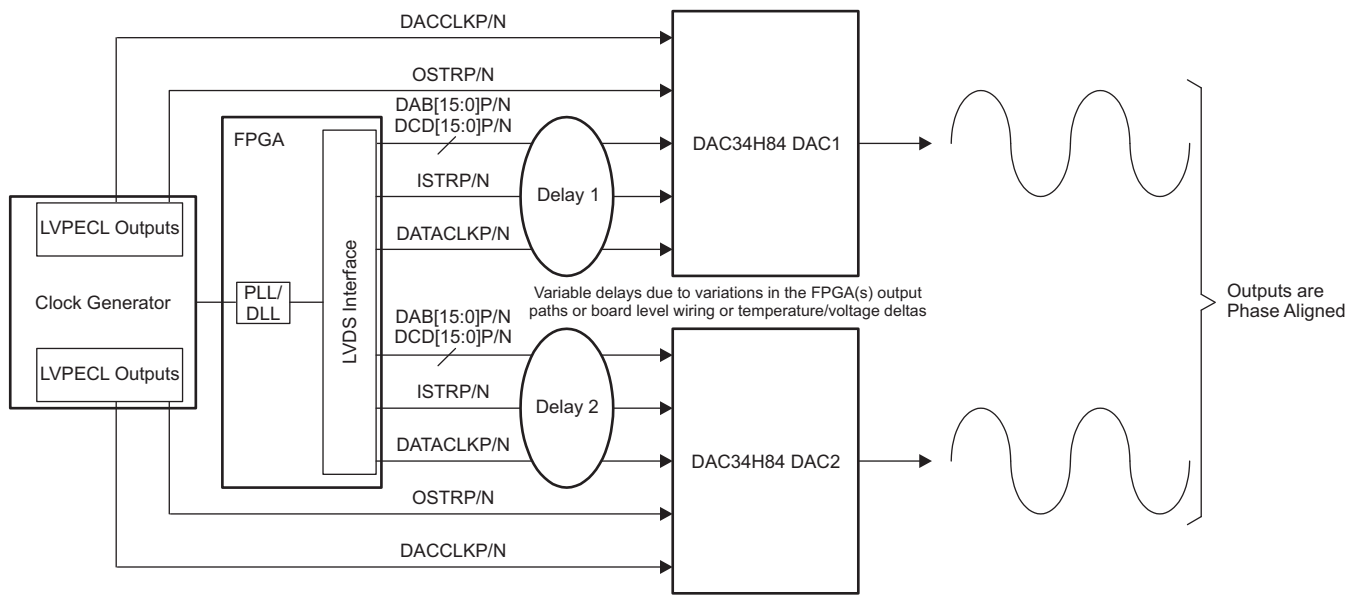 DACCLKP/N
OSTRP/N
DAB[15:0]P/N
DCD[15:0]P/N
FPGA
DAC34H84 DAC1
ISTRP/N
Delay 1
LVPECL Outputs
DATACLKP/N
Clock Generator
PLL/
DLL
LVDS Interface
Variable delays due to variations in the FPGA(s) output
paths or board level wiring or temperature/voltage deltas
Outputs are
Phase Aligned
DAB[15:0]P/N
DCD[15:0]P/N
LVPECL Outputs
ISTRP/N
Delay 2
DATACLKP/N
DAC34H84 DAC2
OSTRP/N
DACCLKP/N